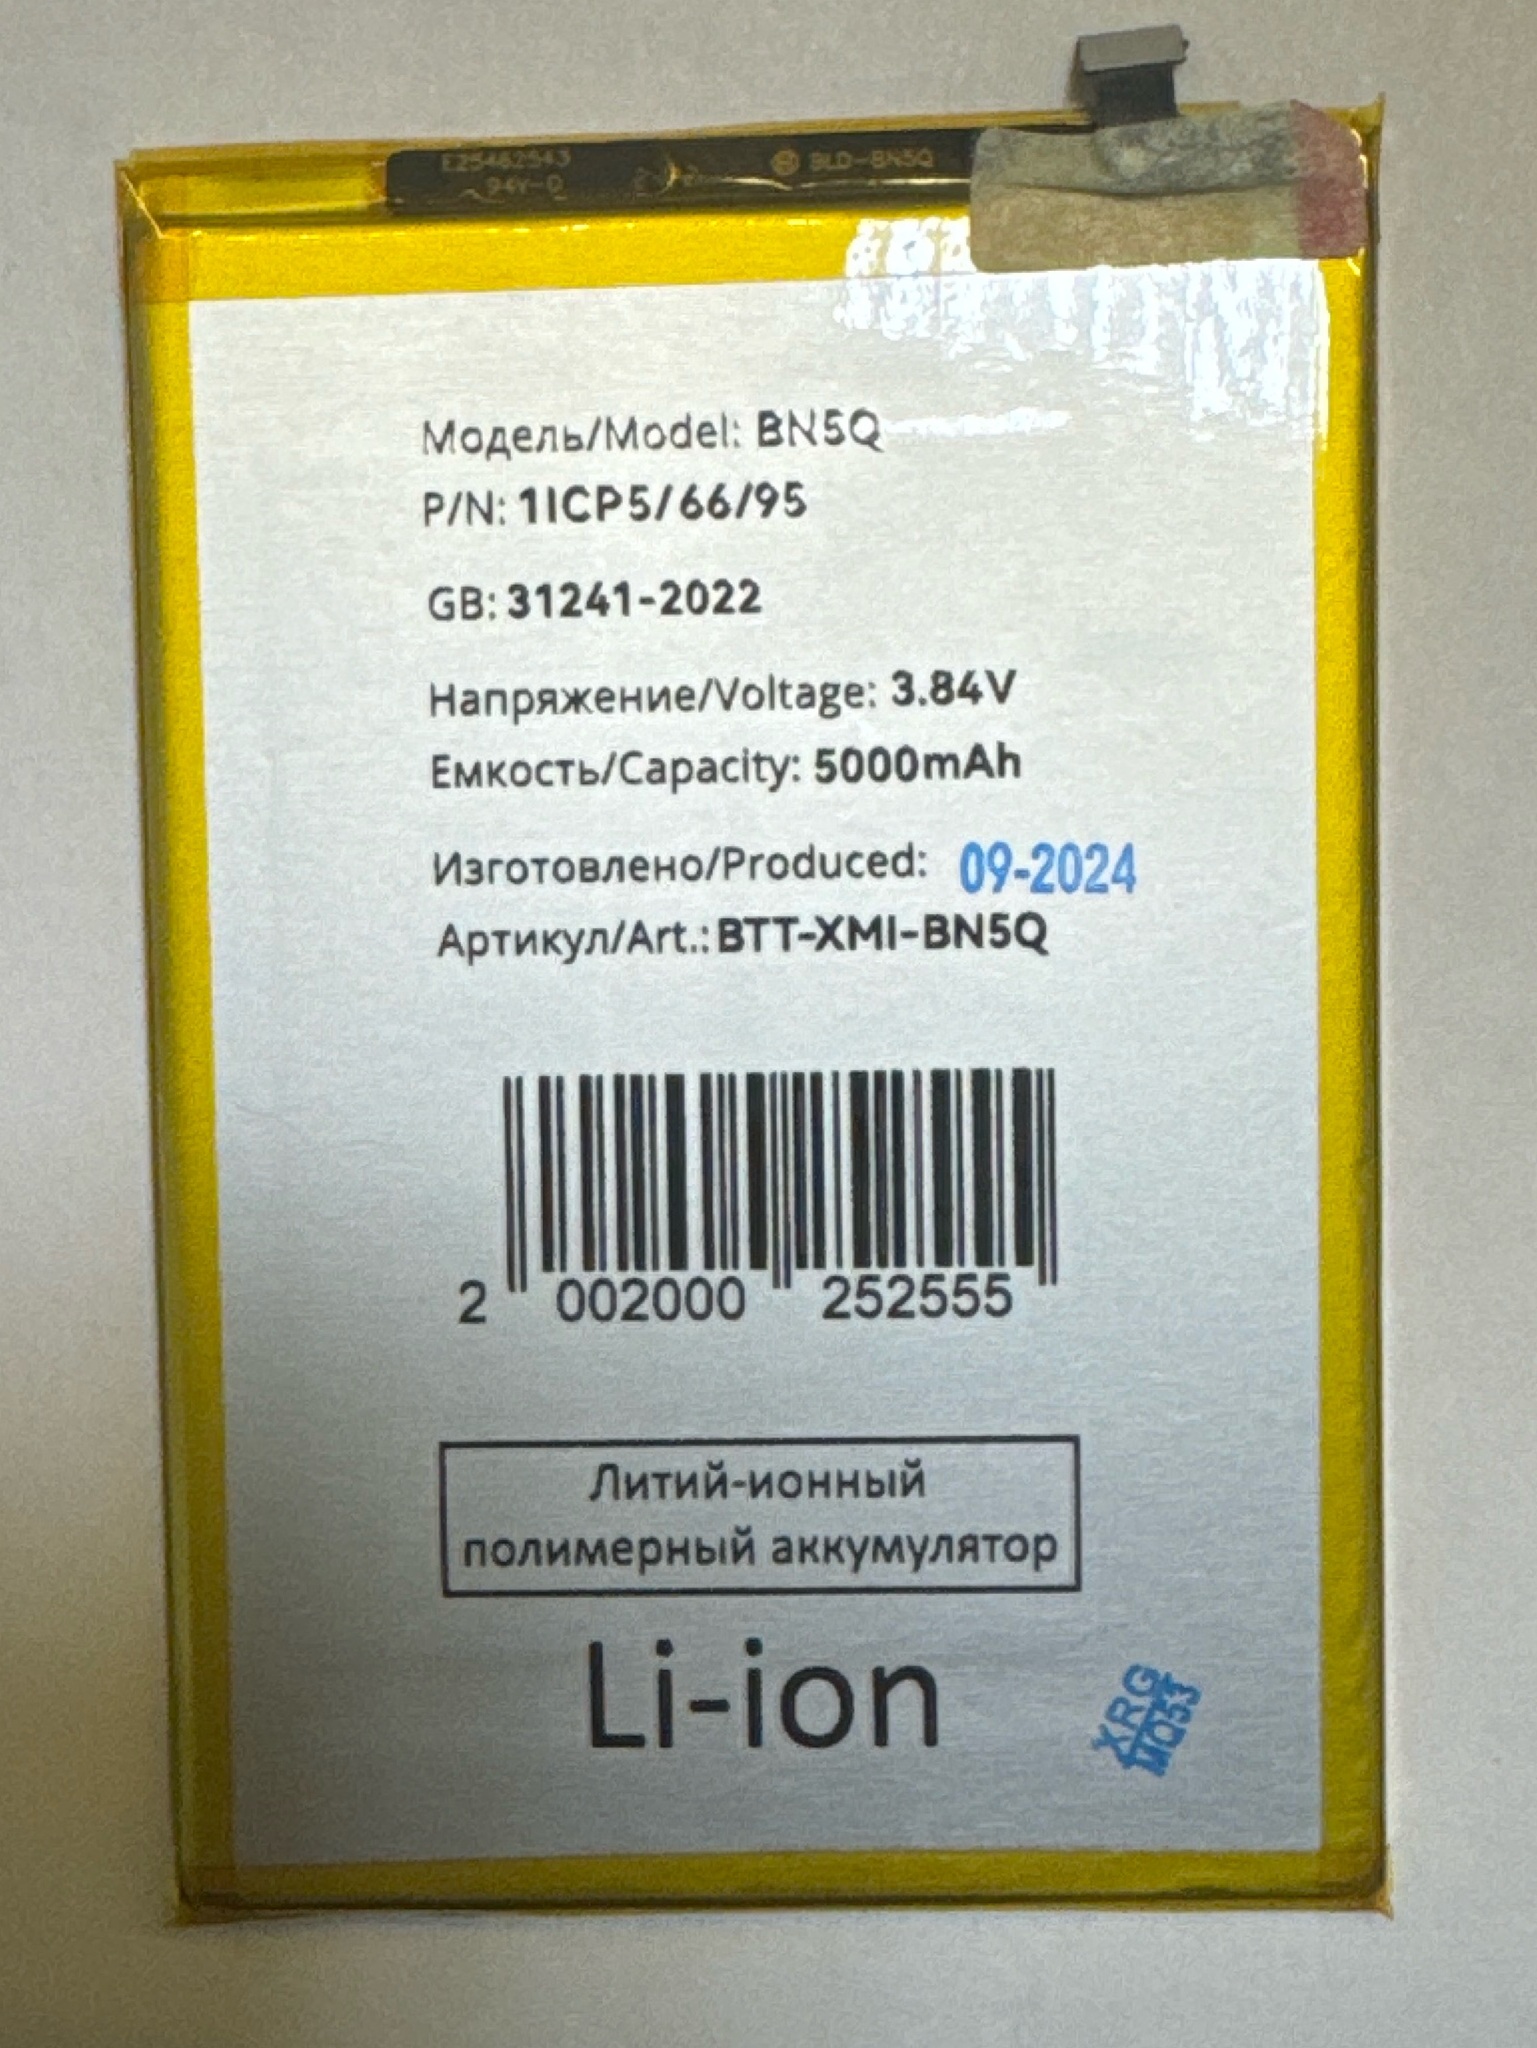 E25462543
94V-0
BLD-BN5Q
Модель/Model: BN5Q
P/N: 1ICP5/66/95
GB: 31241-2022
Напряжение/Voltage: 3.84V
Емкость/Capacity: 5000mAh
Изготовлено/Produced: 09-2024
Артикул/Art.: BTT-XMI-BN5Q
2 002000 252555
Литий-ионный
полимерный аккумулятор
Li-ion
XRG
MQ53